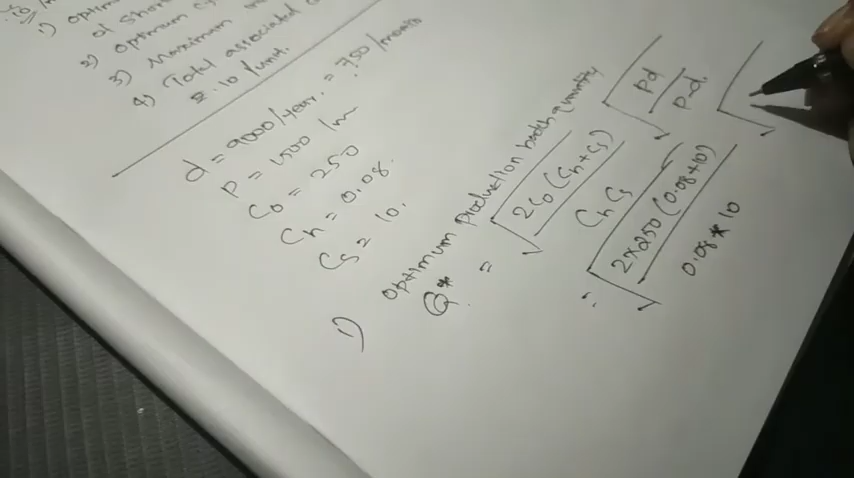 1) Optim
of Shor
2) Optimum
3) Maximum
4) Total associated
10 /unit.
d = 9000/year. = 750/month
P = 1500 /m
Co = 250
Ch = 0.08.
Cs = 10.
1) Optimum production batch quantity
Q* = √2Co(Ch+Cs) / ChCs √Pd / P-d.
= √2×250(0.08+10) / 0.08*10 √